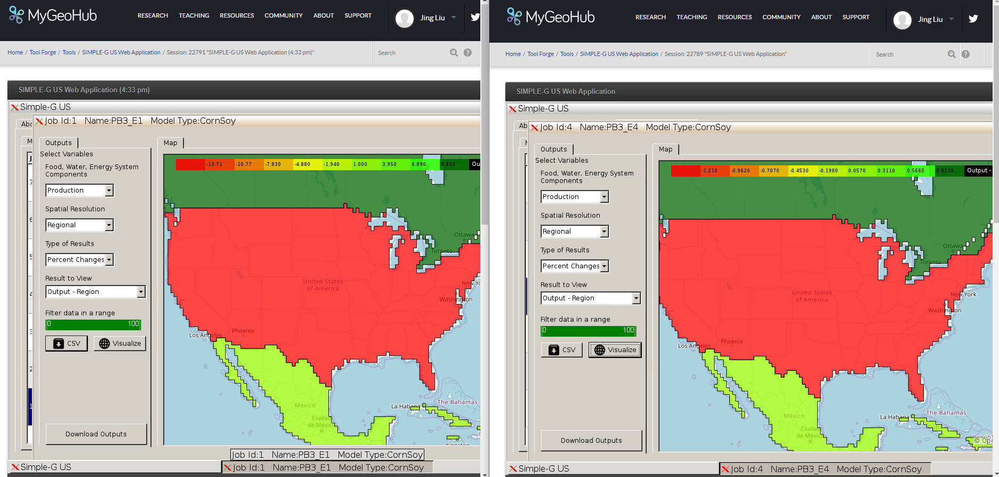 MyGeoHub
RESEARCH TEACHING RESOURCES COMMUNITY ABOUT SUPPORT
Jing Liu
Home / Tool Forge / Tools / SIMPLE-G US Web Application / Session: 22791 "SIMPLE-G US Web Application (4:33 pm)"
Search
?
SIMPLE-G US Web Application (4:33 pm)
Simple-G US
Job Id:1 Name:PB3_E1 Model Type:CornSoy
Outputs
Select Variables
Food, Water, Energy System
Components
Production
Spatial Resolution
Regional
Type of Results
Percent Changes
Result to View
Output - Region
Filter data in a range
0 100
CSV
Visualize
Download Outputs
Map
-13.71 -10.77 -7.830 -4.880 -1.940 1.000 3.950 6.890 9.830
Ottawa
Toronto
United States
of America
Washington
Los Angeles
Phoenix
La Habana
The Bahamas
México
Ciudad
de México
Kingston
Job Id:1 Name:PB3_E1 Model Type:CornSoy
Simple-G US
Job Id:1 Name:PB3_E1 Model Type:CornSoy
MyGeoHub
RESEARCH TEACHING RESOURCES COMMUNITY ABOUT SUPPORT
Jing Liu
Home / Tool Forge / Tools / SIMPLE-G US Web Application / Session: 22789 "SIMPLE-G US Web Application"
Search
?
SIMPLE-G US Web Application
Simple-G US
Job Id:4 Name:PB3_E4 Model Type:CornSoy
Outputs
Select Variables
Food, Water, Energy System
Components
Production
Spatial Resolution
Regional
Type of Results
Percent Changes
Result to View
Output - Region
Filter data in a range
0 100
CSV
Visualize
Download Outputs
Map
-1.216 -0.9620 -0.7070 -0.4530 -0.1980 0.0570 0.3110 0.5660 0.8210 Output -
Ottawa
Toronto
United States
of America
New York
Washington
Los Angeles
Phoenix
La Habana
The Bahamas
México
Ciudad
de México
Simple-G US
Job Id:4 Name:PB3_E4 Model Type:CornSoy